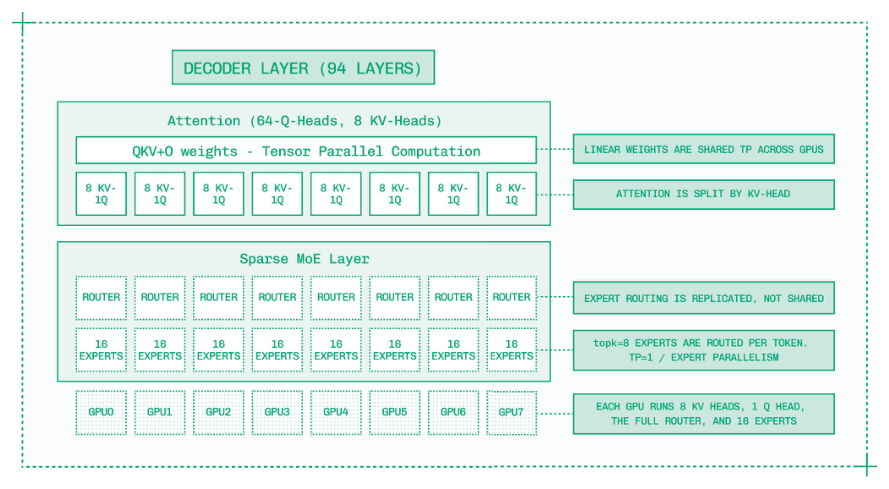 DECODER LAYER (94 LAYERS)
Attention (64-Q-Heads, 8 KV-Heads)
QKV+O weights - Tensor Parallel Computation
LINEAR WEIGHTS ARE SHARED TP ACROSS GPUS
8 KV- 8 KV- 8 KV- 8 KV- 8 KV- 8 KV- 8 KV- 8 KV-
1Q 1Q 1Q 1Q 1Q 1Q 1Q 1Q
ATTENTION IS SPLIT BY KV-HEAD
Sparse MoE Layer
ROUTER ROUTER ROUTER ROUTER ROUTER ROUTER ROUTER ROUTER
EXPERT ROUTING IS REPLICATED, NOT SHARED
16 16 16 16 16 16 16 16
EXPERTS EXPERTS EXPERTS EXPERTS EXPERTS EXPERTS EXPERTS EXPERTS
topk=8 EXPERTS ARE ROUTED PER TOKEN.
TP=1 / EXPERT PARALLELISM
GPU0 GPU1 GPU2 GPU3 GPU4 GPU5 GPU6 GPU7
EACH GPU RUNS 8 KV HEADS, 1 Q HEAD,
THE FULL ROUTER, AND 16 EXPERTS